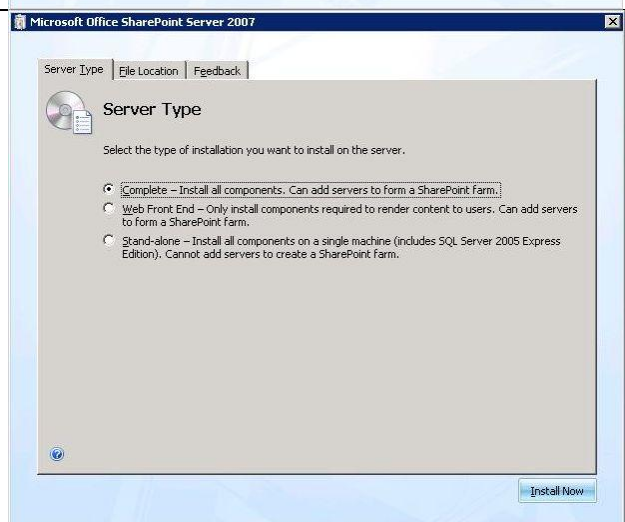 Microsoft Office SharePoint Server 2007
Server Type
File Location
Feedback
Server Type
Select the type of installation you want to install on the server.
Complete – Install all components. Can add servers to form a SharePoint farm.
Web Front End – Only install components required to render content to users. Can add servers
to form a SharePoint farm.
Stand-alone – Install all components on a single machine (includes SQL Server 2005 Express
Edition). Cannot add servers to create a SharePoint farm.
Install Now